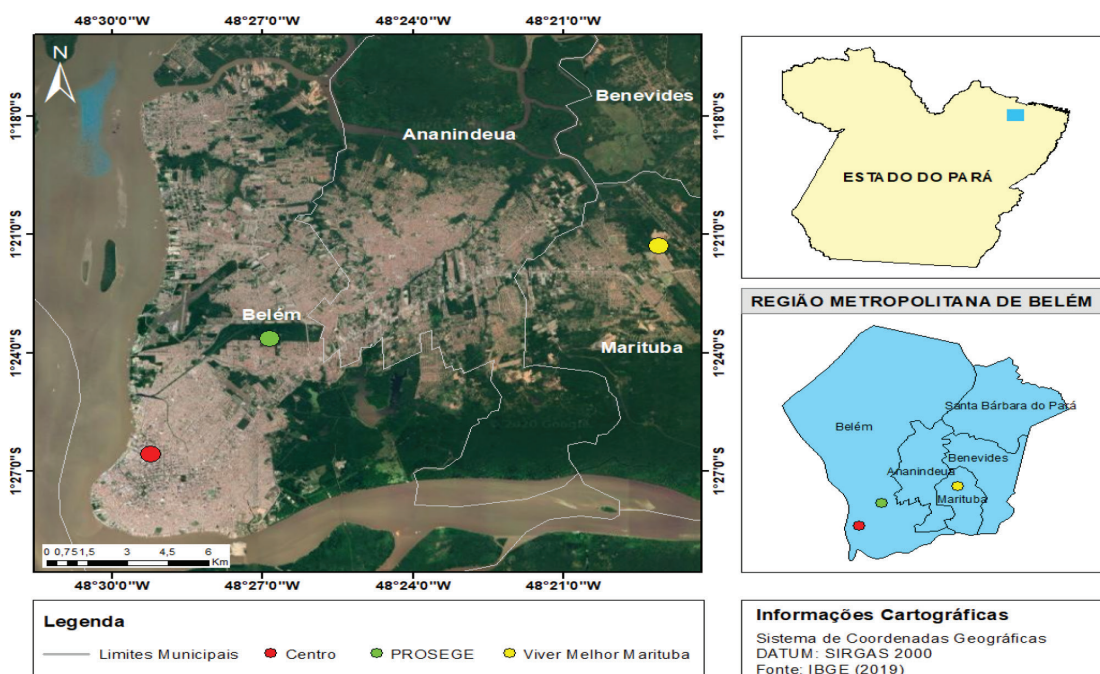 48°30'0"W 48°27'0"W 48°24'0"W 48°21'0"W
N
1°18'0"S
1°21'0"S
1°24'0"S
1°27'0"S
Benevides
Ananindeua
Belém
Marituba
0 0,75 1,5 3 4,5 6
Km
1°18'0"S
1°21'0"S
1°24'0"S
1°27'0"S
48°30'0"W 48°27'0"W 48°24'0"W 48°21'0"W
ESTADO DO PARÁ
REGIÃO METROPOLITANA DE BELÉM
Santa Bárbara do Pará
Belém
Benevides
Ananindeua
Marituba
Legenda
Limites Municipais Centro PROSEGE Viver Melhor Marituba
Informações Cartográficas
Sistema de Coordenadas Geográficas
DATUM: SIRGAS 2000
Fonte: IBGE (2019)